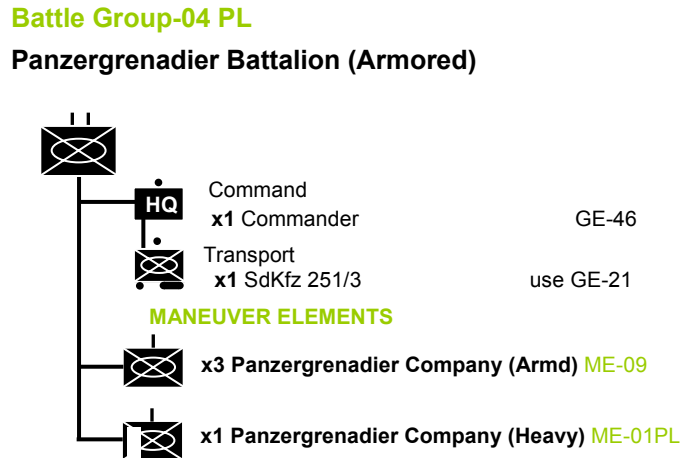 Battle Group-04 PL
Panzergrenadier Battalion (Armored)
HQ
Command
x1 Commander GE-46
Transport
x1 SdKfz 251/3 use GE-21
MANEUVER ELEMENTS
x3 Panzergrenadier Company (Armd) ME-09
x1 Panzergrenadier Company (Heavy) ME-01PL